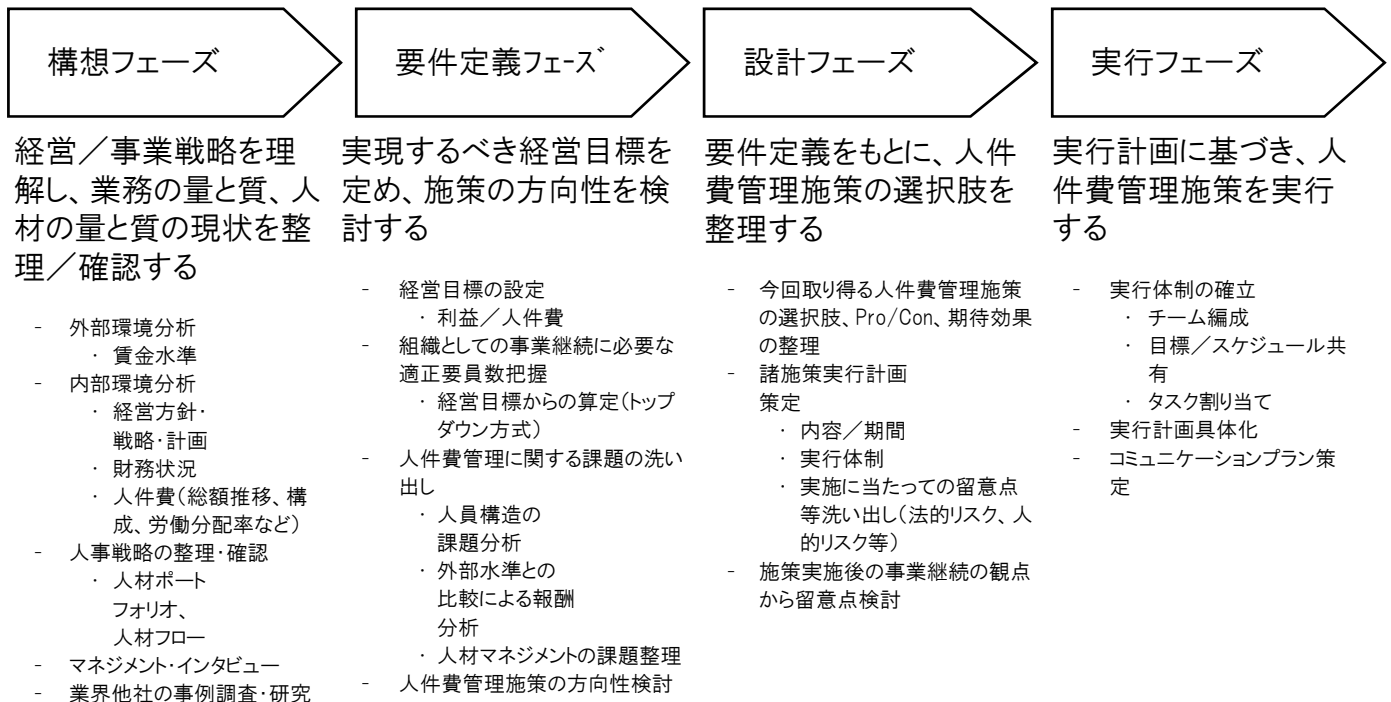 構想フェーズ
経営／事業戦略を理
解し、業務の量と質、人
材の量と質の現状を整
理／確認する
- 外部環境分析
・ 賃金水準
- 内部環境分析
・ 経営方針・
戦略・計画
・ 財務状況
・ 人件費（総額推移、構
成、労働分配率など）
- 人事戦略の整理・確認
・ 人材ポート
フォリオ、
人材フロー
- マネジメント・インタビュー
- 業界他社の事例調査・研究
要件定義フェーズ
実現するべき経営目標を
定め、施策の方向性を検
討する
- 経営目標の設定
・ 利益／人件費
- 組織としての事業継続に必要な
適正要員数把握
・ 経営目標からの算定（トップ
ダウン方式）
- 人件費管理に関する課題の洗い
出し
・ 人員構造の
課題分析
・ 外部水準との
比較による報酬
分析
・ 人材マネジメントの課題整理
- 人件費管理施策の方向性検討
設計フェーズ
要件定義をもとに、人件
費管理施策の選択肢を
整理する
- 今回取り得る人件費管理施策
の選択肢、Pro/Con、期待効果
の整理
- 諸施策実行計画
策定
・ 内容／期間
・ 実行体制
・ 実施に当たっての留意点
等洗い出し（法的リスク、人
的リスク等）
- 施策実施後の事業継続の観点
から留意点検討
実行フェーズ
実行計画に基づき、人
件費管理施策を実行
する
- 実行体制の確立
・ チーム編成
・ 目標／スケジュール共
有
・ タスク割り当て
- 実行計画具体化
- コミュニケーションプラン策
定